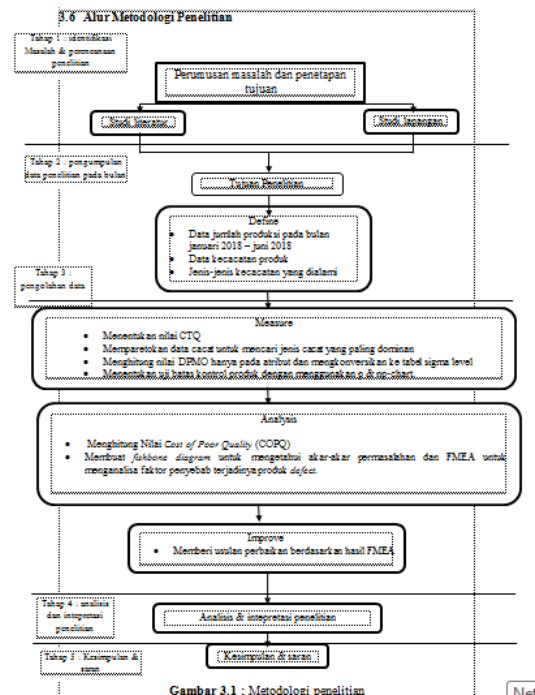 3.6 Alur Metodologi Penelitian
Tahap 1 : identifikasi
Masalah & perencanaan
penelitian
Perumusan masalah dan penetapan
tujuan
Studi literatur
Studi lapangan
Tahap 2 : pengumpulan
data penelitian pada bulan
Tujuan Penelitian
Define
• Data jumlah produksi pada bulan
januari 2018 – juni 2018
• Data kecacatan produk
• Jenis-jenis kecacatan yang dialami
Tahap 3 :
pengolahan data
Measure
• Menentukan nilai CTQ
• Memparetokan data cacat untuk mencari jenis cacat yang paling dominan
• Menghitung nilai DPMO hanya pada atribut dan mengkonversikan ke tabel sigma level
• Menentukan uji batas kontrol produk dengan menggunakan p & np-chart
Analysis
• Menghitung Nilai Cost of Poor Quality (COPQ)
• Membuat fishbone diagram untuk mengetahui akar-akar permasalahan dan FMEA untuk
menganalisa faktor penyebab terjadinya produk defect.
Improve
• Memberi usulan perbaikan berdasarkan hasil FMEA
Tahap 4 : analisis
dan intepretasi
penelitian
Analisis & intepretasi penelitian
Tahap 5 : Kesimpulan &
saran
Kesimpulan & saran
Gambar 3.1 : Metodologi penelitian